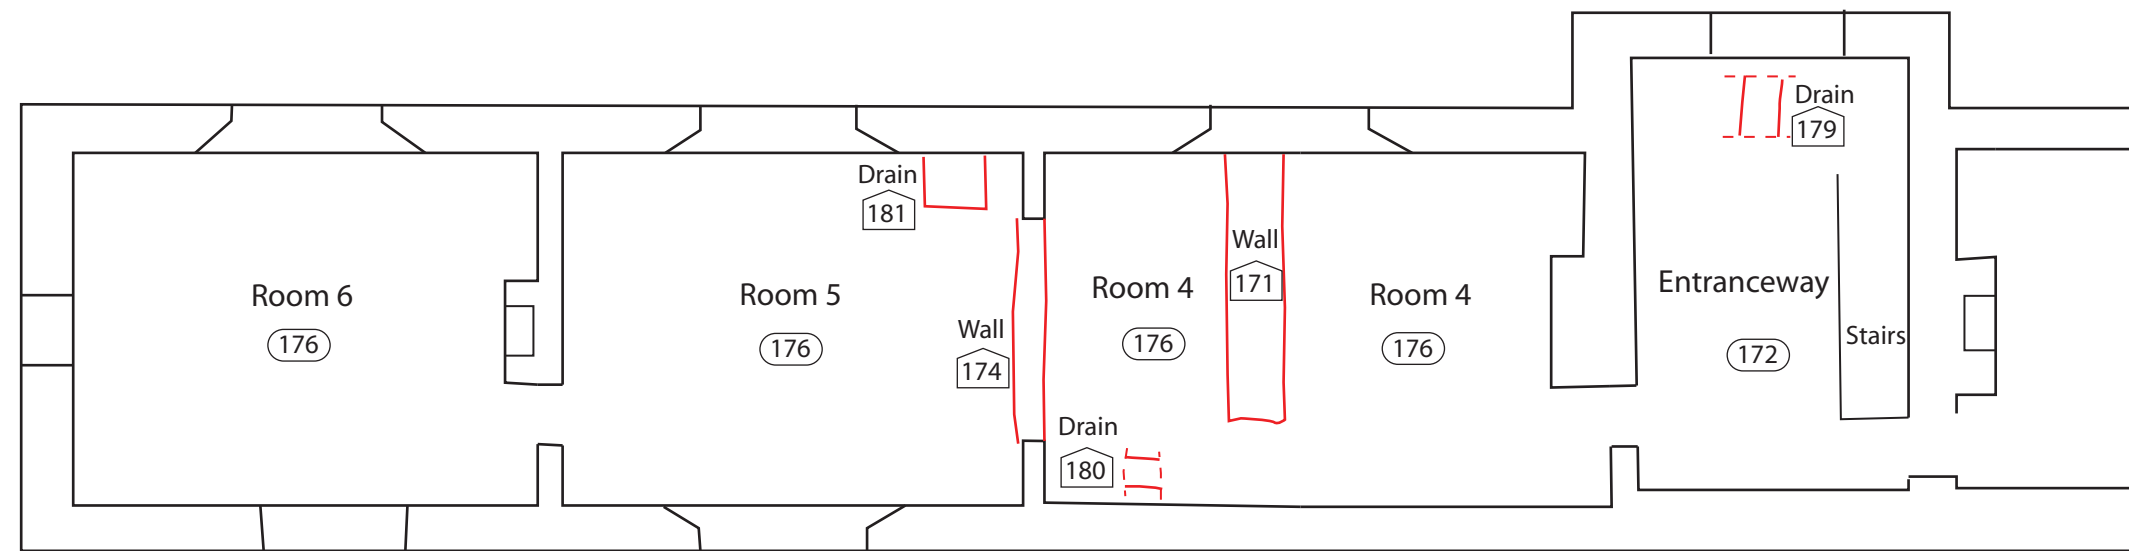 Room 6
176
Room 5
176
Drain
181
Wall
174
Room 4
176
Drain
180
Wall
171
Room 4
176
Entranceway
172
Drain
179
Stairs